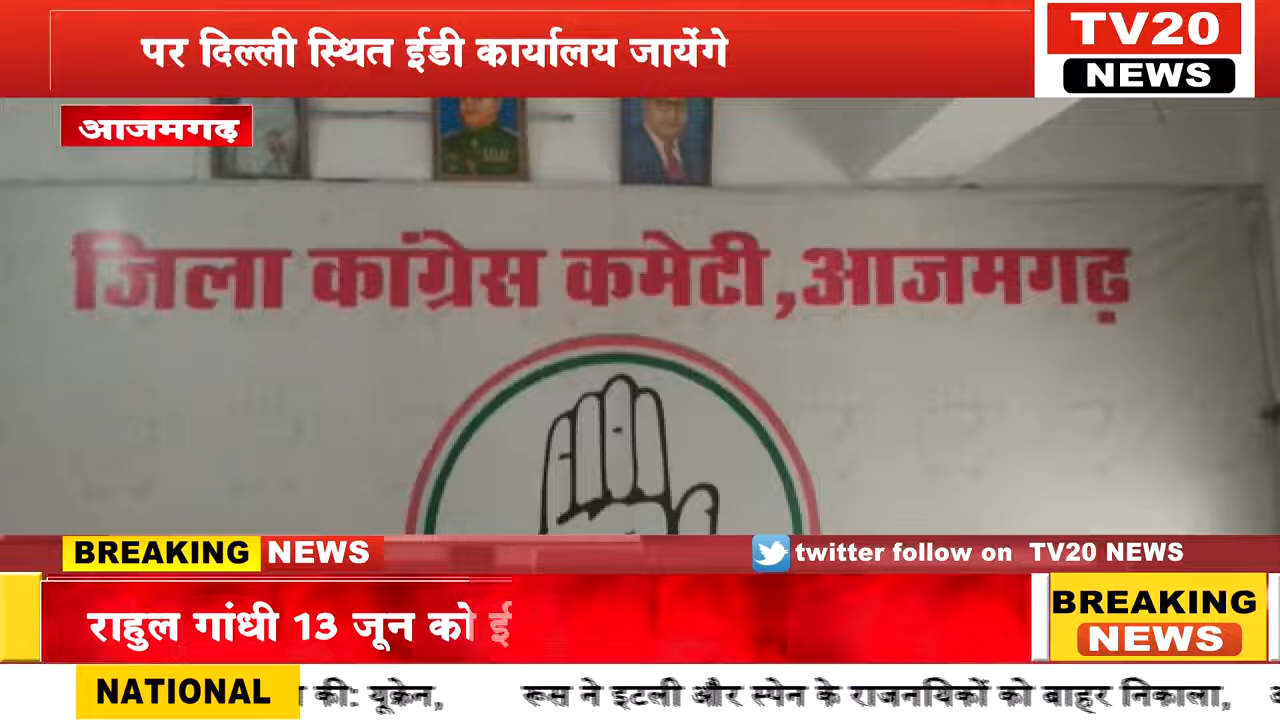 पर दिल्ली स्थित ईडी कार्यालय जायेंगे
TV20
NEWS
आजमगढ़
जिला कांग्रेस कमेटी,आजमगढ़
BREAKING NEWS
twitter follow on TV20 NEWS
राहुल गांधी 13 जून को ई
BREAKING
NEWS
NATIONAL
की: यूक्रेन, रूस ने इटली और स्पेन के राजनयिकों को बाहर निकाला,